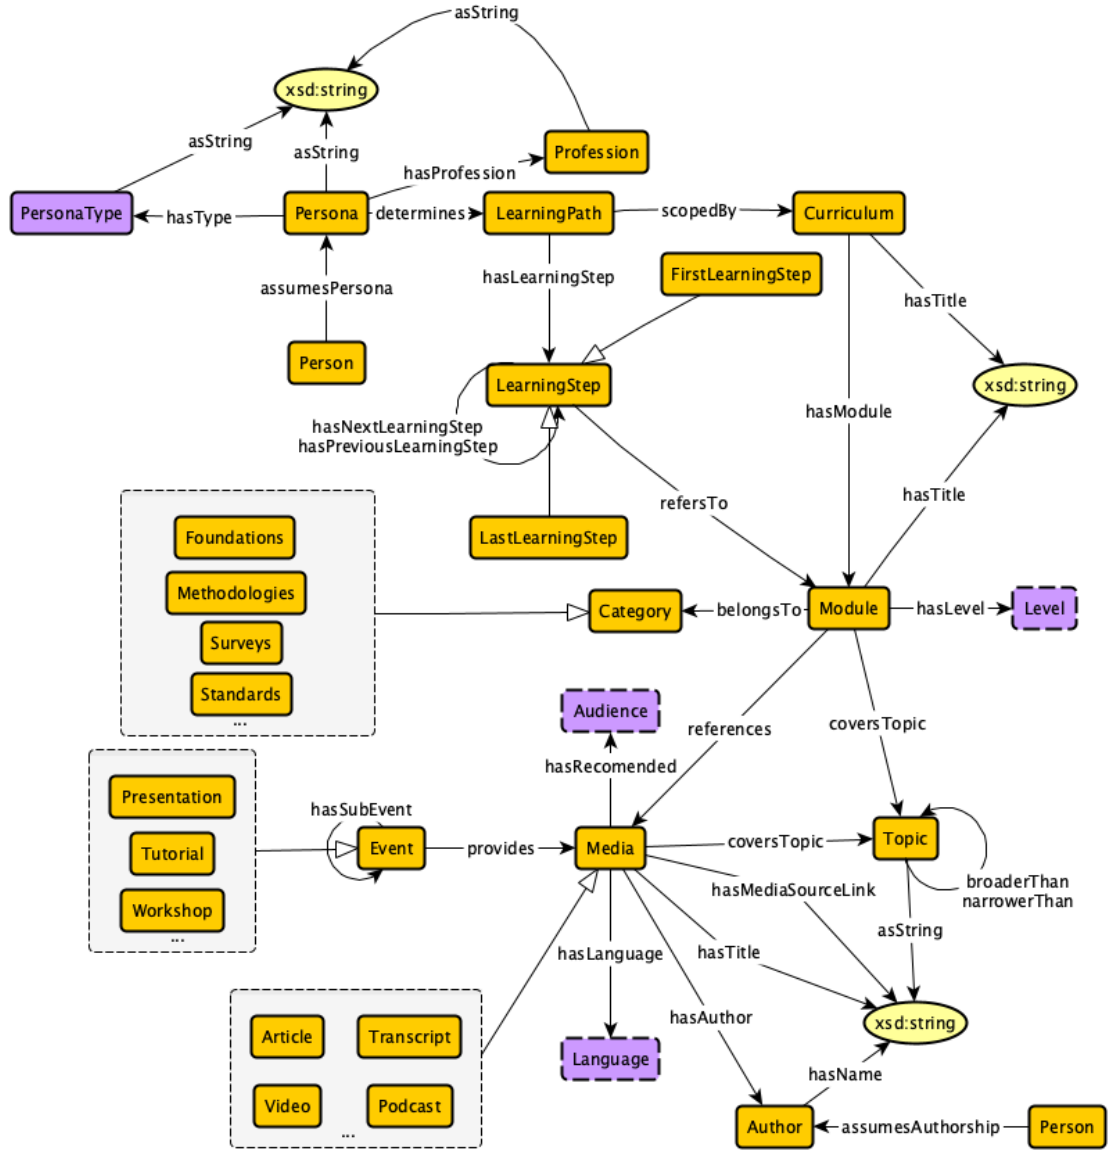 asString
xsd:string
asString
asString
Profession
hasProfession
PersonaType
hasType
Persona
determines
LearningPath
scopedBy
Curriculum
hasLearningStep
FirstLearningStep
assumesPersona
hasTitle
Person
LearningStep
xsd:string
hasModule
hasNextLearningStep
hasPreviousLearningStep
hasTitle
refersTo
Foundations
LastLearningStep
Methodologies
Category
belongsTo
Module
hasLevel
Level
Surveys
Standards
...
Audience
references
coversTopic
hasRecomended
Presentation
hasSubEvent
Tutorial
Event
provides
Media
coversTopic
Topic
hasMediaSourceLink
broaderThan
narrowerThan
Workshop
...
asString
hasLanguage
hasTitle
hasAuthor
xsd:string
Article
Transcript
Language
hasName
Video
Podcast
...
Author
assumesAuthorship
Person